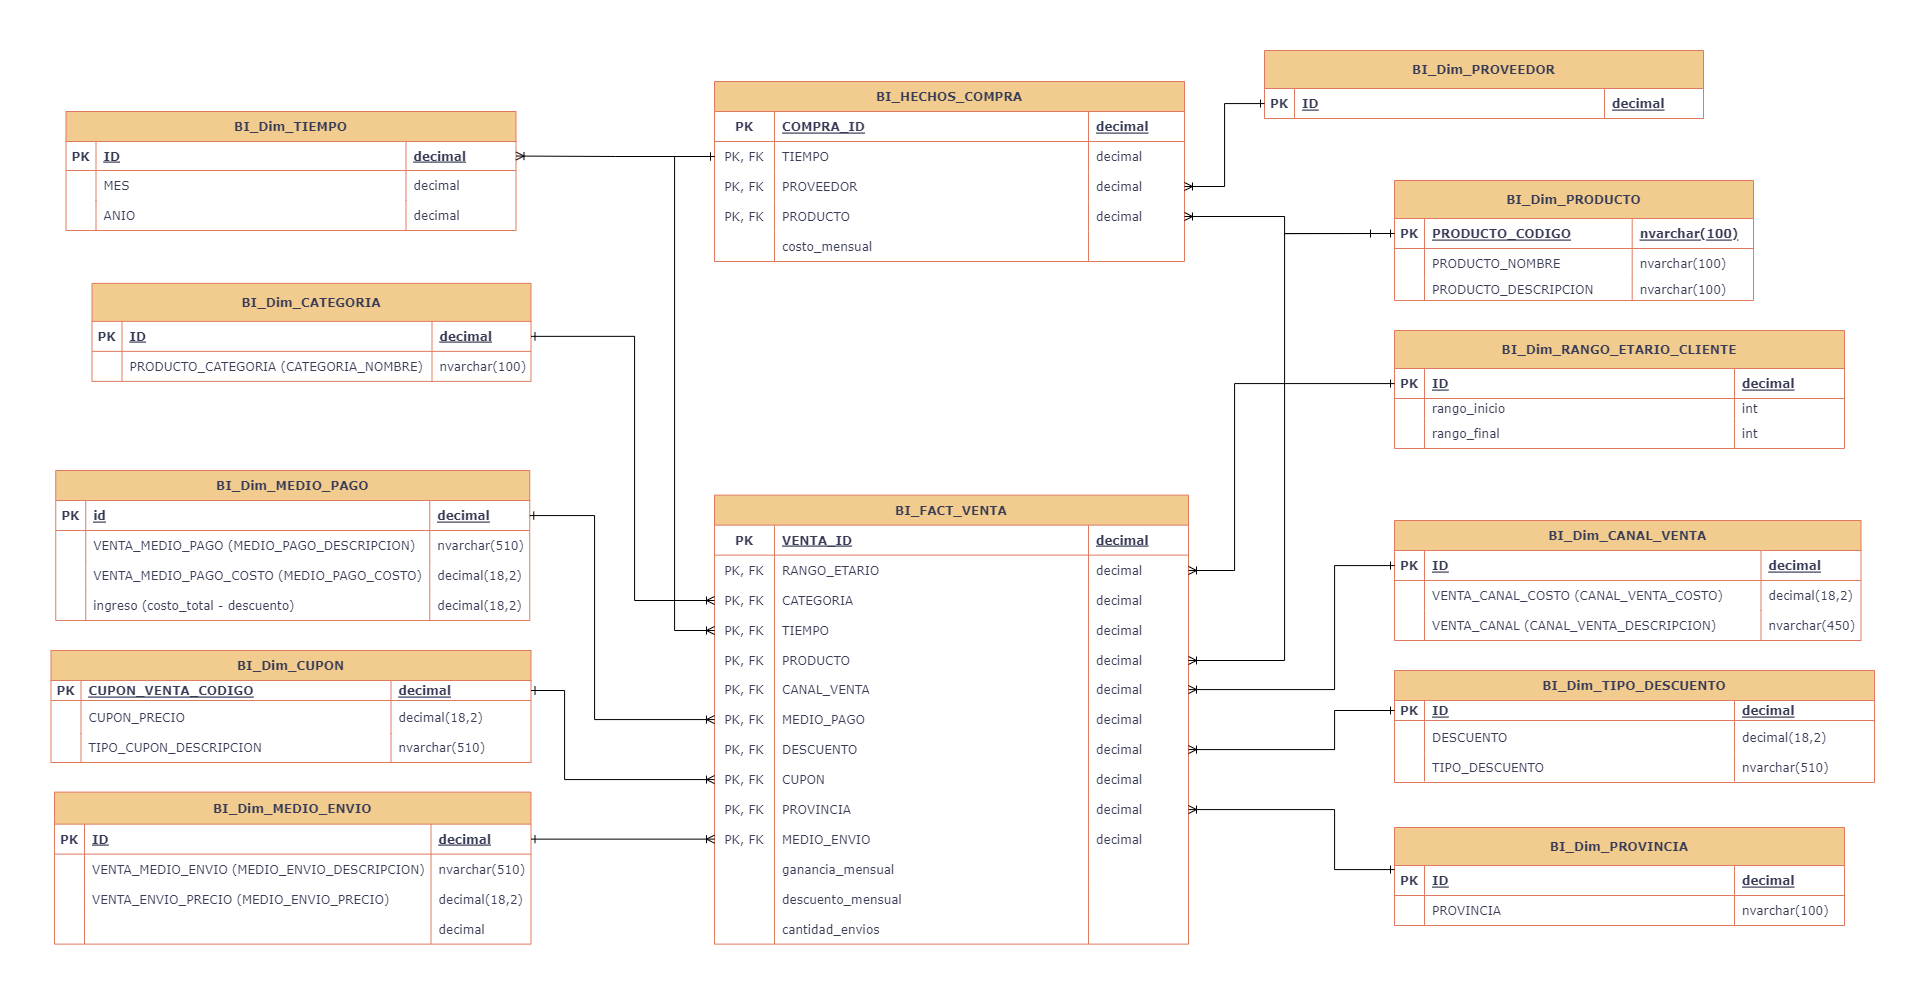 BI_Dim_TIEMPO
PK ID decimal
MES decimal
ANIO decimal
BI_Dim_CATEGORIA
PK ID decimal
PRODUCTO_CATEGORIA (CATEGORIA_NOMBRE) nvarchar(100)
BI_Dim_MEDIO_PAGO
PK id decimal
VENTA_MEDIO_PAGO (MEDIO_PAGO_DESCRIPCION) nvarchar(510)
VENTA_MEDIO_PAGO_COSTO (MEDIO_PAGO_COSTO) decimal(18,2)
ingreso (costo_total - descuento) decimal(18,2)
BI_Dim_CUPON
PK CUPON_VENTA_CODIGO decimal
CUPON_PRECIO decimal(18,2)
TIPO_CUPON_DESCRIPCION nvarchar(510)
BI_Dim_MEDIO_ENVIO
PK ID decimal
VENTA_MEDIO_ENVIO (MEDIO_ENVIO_DESCRIPCION) nvarchar(510)
VENTA_ENVIO_PRECIO (MEDIO_ENVIO_PRECIO) decimal(18,2)
decimal
BI_HECHOS_COMPRA
PK COMPRA_ID decimal
PK, FK TIEMPO decimal
PK, FK PROVEEDOR decimal
PK, FK PRODUCTO decimal
costo_mensual
BI_FACT_VENTA
PK VENTA_ID decimal
PK, FK RANGO_ETARIO decimal
PK, FK CATEGORIA decimal
PK, FK TIEMPO decimal
PK, FK PRODUCTO decimal
PK, FK CANAL_VENTA decimal
PK, FK MEDIO_PAGO decimal
PK, FK DESCUENTO decimal
PK, FK CUPON decimal
PK, FK PROVINCIA decimal
PK, FK MEDIO_ENVIO decimal
ganancia_mensual
descuento_mensual
cantidad_envios
BI_Dim_PROVEEDOR
PK ID decimal
BI_Dim_PRODUCTO
PK PRODUCTO_CODIGO nvarchar(100)
PRODUCTO_NOMBRE nvarchar(100)
PRODUCTO_DESCRIPCION nvarchar(100)
BI_Dim_RANGO_ETARIO_CLIENTE
PK ID decimal
rango_inicio int
rango_final int
BI_Dim_CANAL_VENTA
PK ID decimal
VENTA_CANAL_COSTO (CANAL_VENTA_COSTO) decimal(18,2)
VENTA_CANAL (CANAL_VENTA_DESCRIPCION) nvarchar(450)
BI_Dim_TIPO_DESCUENTO
PK ID decimal
DESCUENTO decimal(18,2)
TIPO_DESCUENTO nvarchar(510)
BI_Dim_PROVINCIA
PK ID decimal
PROVINCIA nvarchar(100)